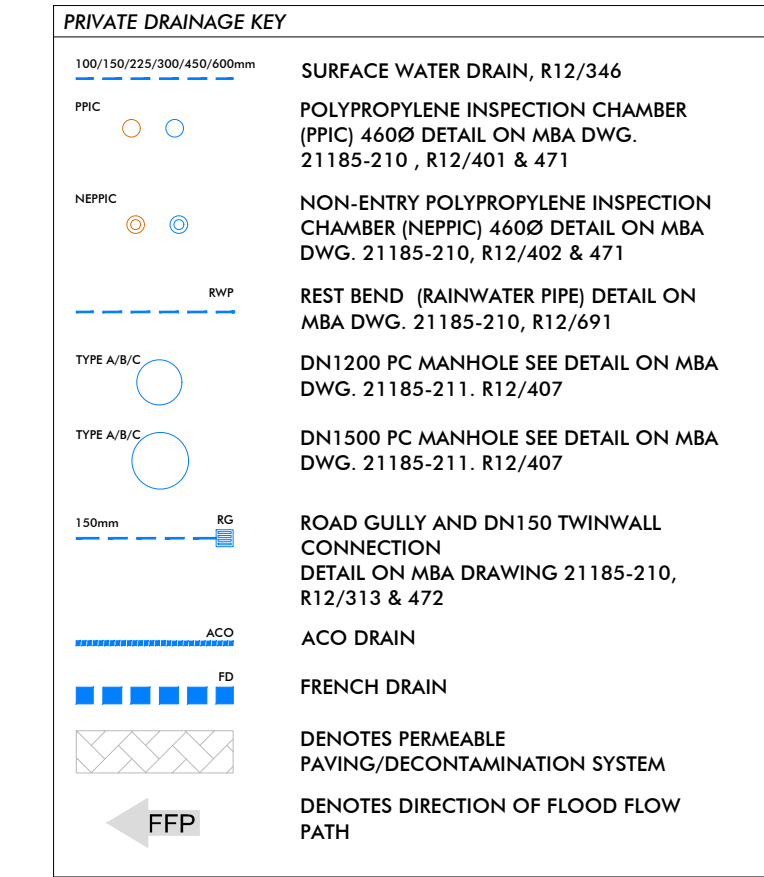 PRIVATE DRAINAGE KEY
100/150/225/300/450/600mm
SURFACE WATER DRAIN, R12/346
PPIC
POLYPROPYLENE INSPECTION CHAMBER
(PPIC) 460Ø DETAIL ON MBA DWG.
21185-210 , R12/401 & 471
NEPPIC
NON-ENTRY POLYPROPYLENE INSPECTION
CHAMBER (NEPPIC) 460Ø DETAIL ON MBA
DWG. 21185-210, R12/402 & 471
RWP
REST BEND (RAINWATER PIPE) DETAIL ON
MBA DWG. 21185-210, R12/691
TYPE A/B/C
DN1200 PC MANHOLE SEE DETAIL ON MBA
DWG. 21185-211. R12/407
TYPE A/B/C
DN1500 PC MANHOLE SEE DETAIL ON MBA
DWG. 21185-211. R12/407
150mm RG
ROAD GULLY AND DN150 TWINWALL
CONNECTION
DETAIL ON MBA DRAWING 21185-210,
R12/313 & 472
ACO
ACO DRAIN
FD
FRENCH DRAIN
DENOTES PERMEABLE
PAVING/DECONTAMINATION SYSTEM
FFP
DENOTES DIRECTION OF FLOOD FLOW
PATH